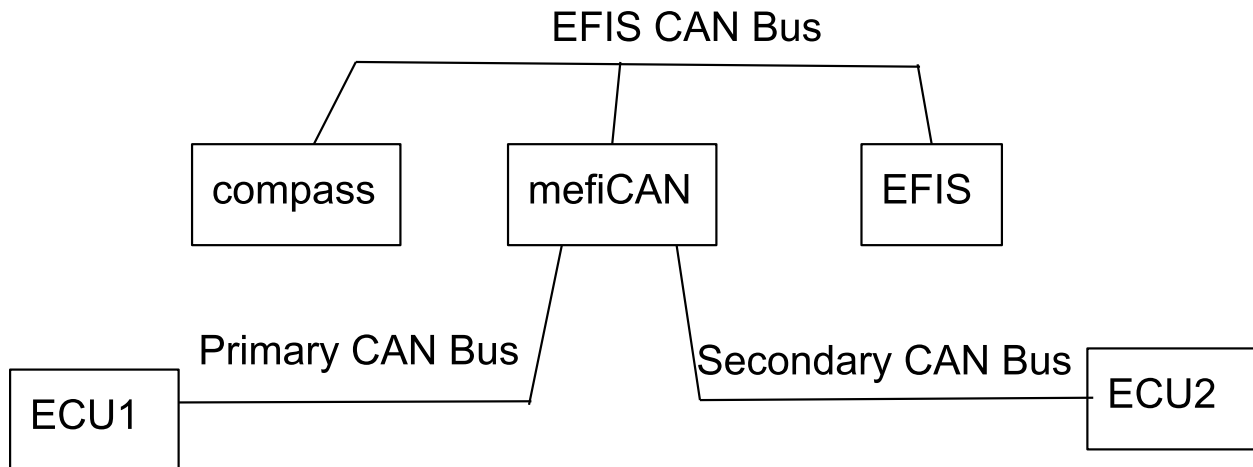 EFIS CAN Bus
compass
mefiCAN
EFIS
Primary CAN Bus
Secondary CAN Bus
ECU1
ECU2